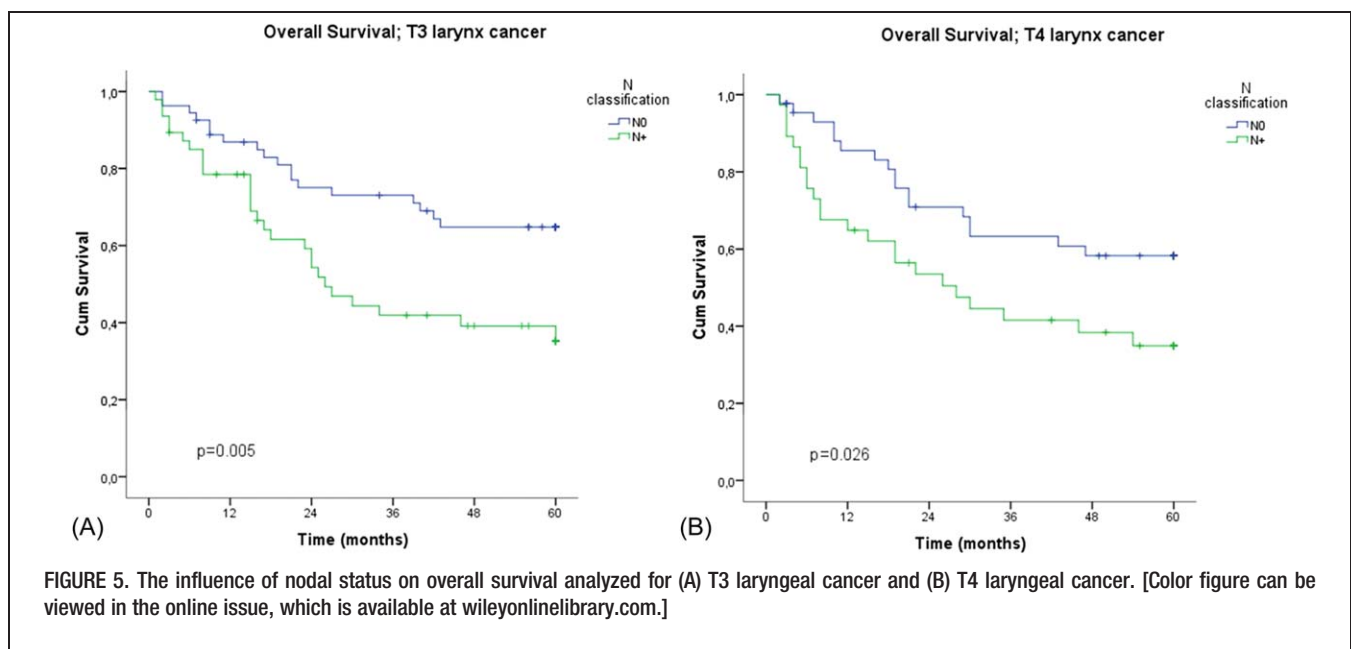 Overall Survival; T3 larynx cancer
N
classification
N0
N+
Cum Survival
1,0
0,8
0,6
0,4
0,2
0,0
p=0.005
0 12 24 36 48 60
Time (months)
(A)
Overall Survival; T4 larynx cancer
N
classification
N0
N+
Cum Survival
1,0
0,8
0,6
0,4
0,2
0,0
p=0.026
0 12 24 36 48 60
Time (months)
(B)
FIGURE 5. The influence of nodal status on overall survival analyzed for (A) T3 laryngeal cancer and (B) T4 laryngeal cancer. [Color figure can be
viewed in the online issue, which is available at wileyonlinelibrary.com.]